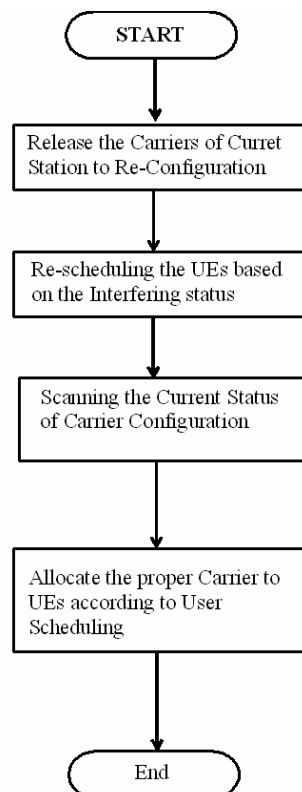 START
Release the Carriers of Curret
Station to Re-Configuration
Re-scheduling the UEs based
on the Interfering status
Scanning the Current Status
of Carrier Configuration
Allocate the proper Carrier to
UEs according to User
Scheduling
End